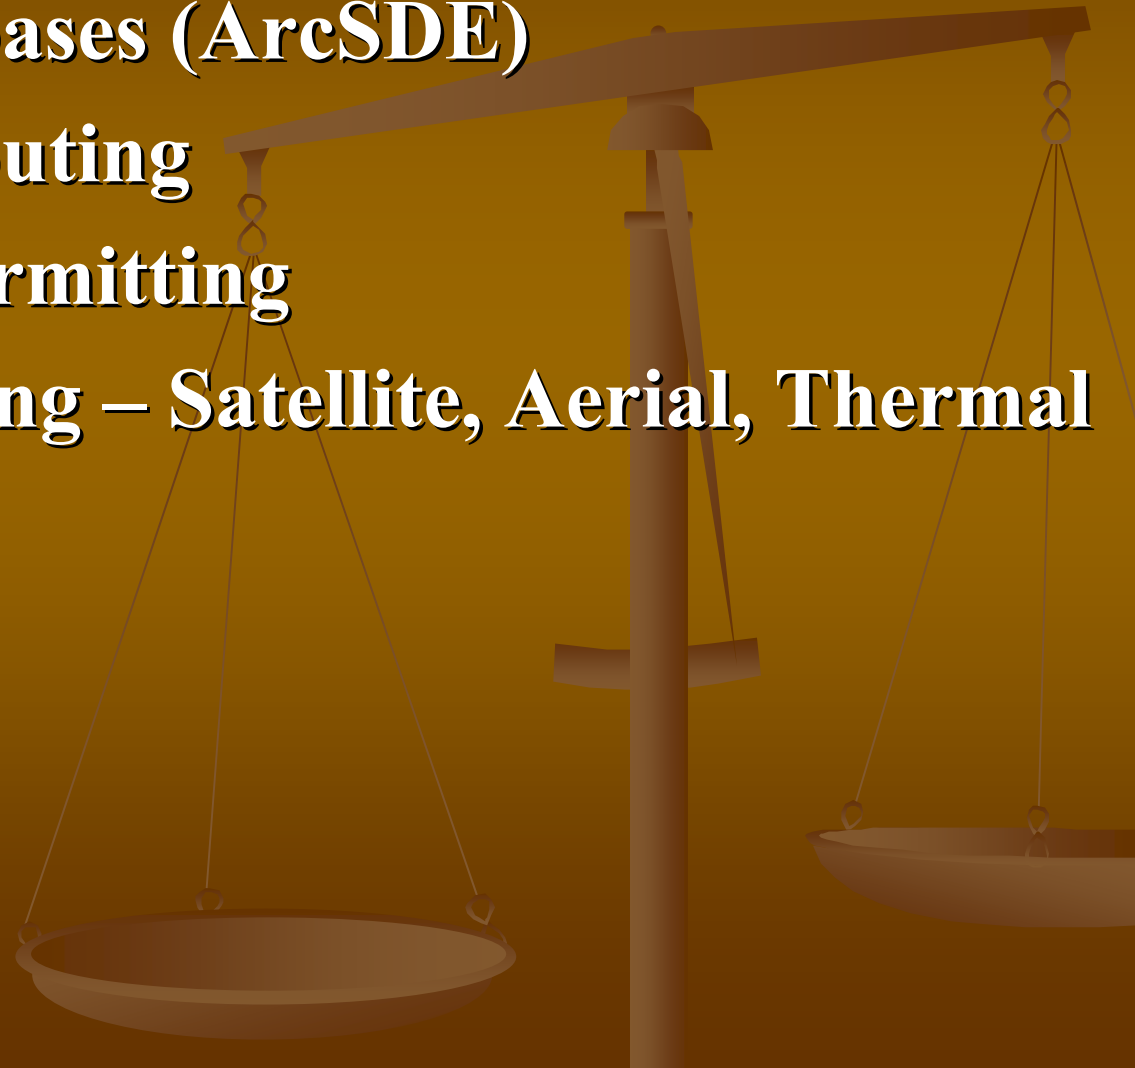 ases (ArcSDE)
uting
rmitting
ng – Satellite, Aerial, Thermal